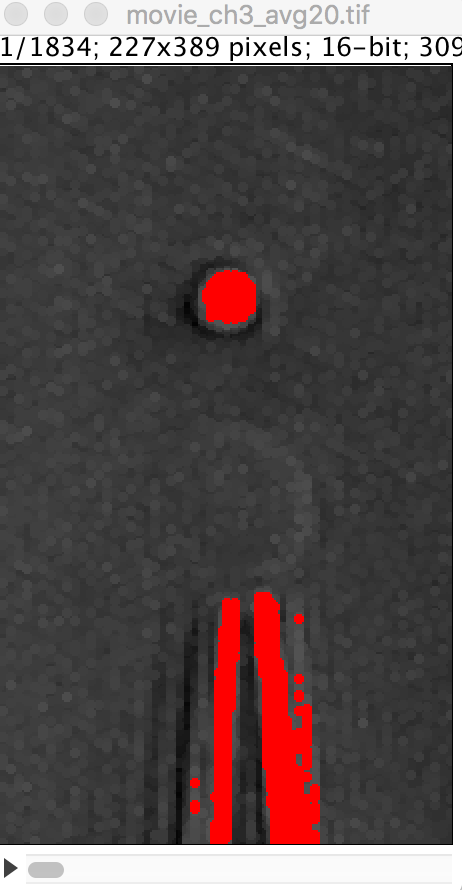 movie_ch3_avg20.tif
1/1834; 227x389 pixels; 16-bit; 309